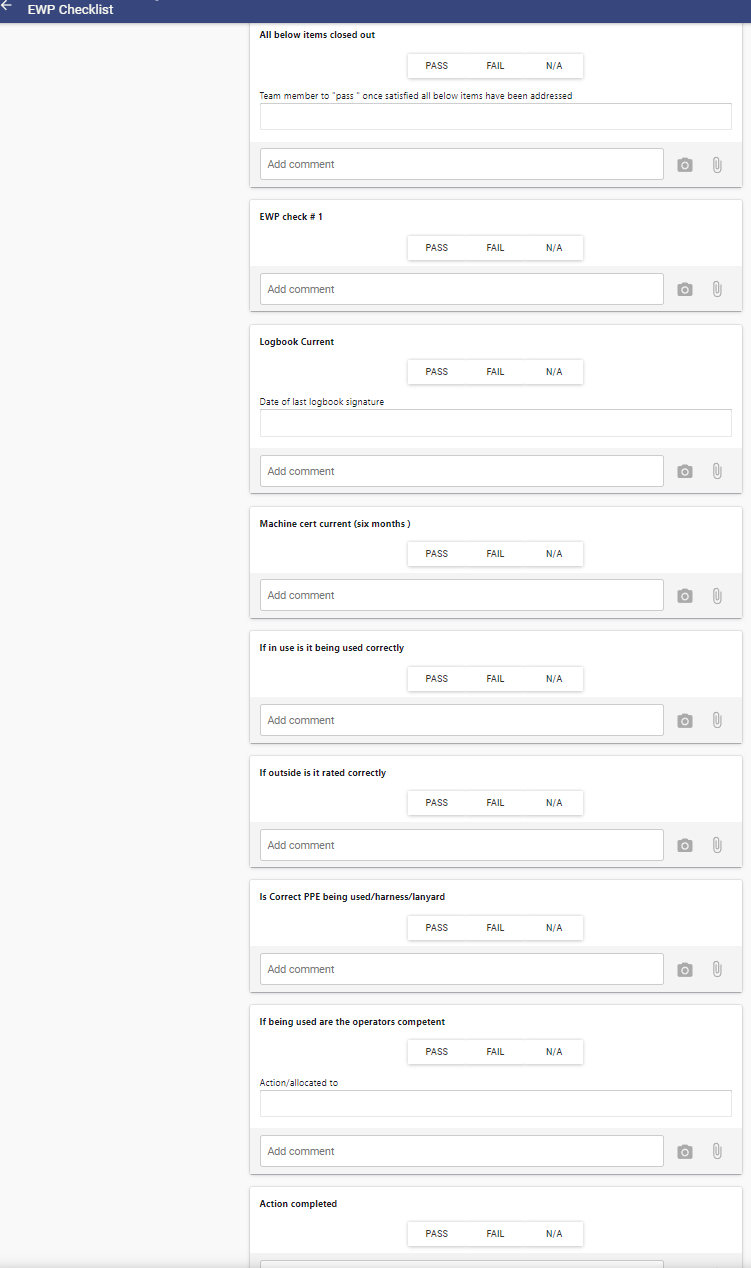 EWP Checklist
All below items closed out
PASS FAIL N/A
Team member to "pass " once satisfied all below items have been addressed
Add comment
EWP check # 1
PASS FAIL N/A
Add comment
Logbook Current
PASS FAIL N/A
Date of last logbook signature
Add comment
Machine cert current (six months )
PASS FAIL N/A
Add comment
If in use is it being used correctly
PASS FAIL N/A
Add comment
If outside is it rated correctly
PASS FAIL N/A
Add comment
Is Correct PPE being used/harness/lanyard
PASS FAIL N/A
Add comment
If being used are the operators competent
PASS FAIL N/A
Action/allocated to
Add comment
Action completed
PASS FAIL N/A